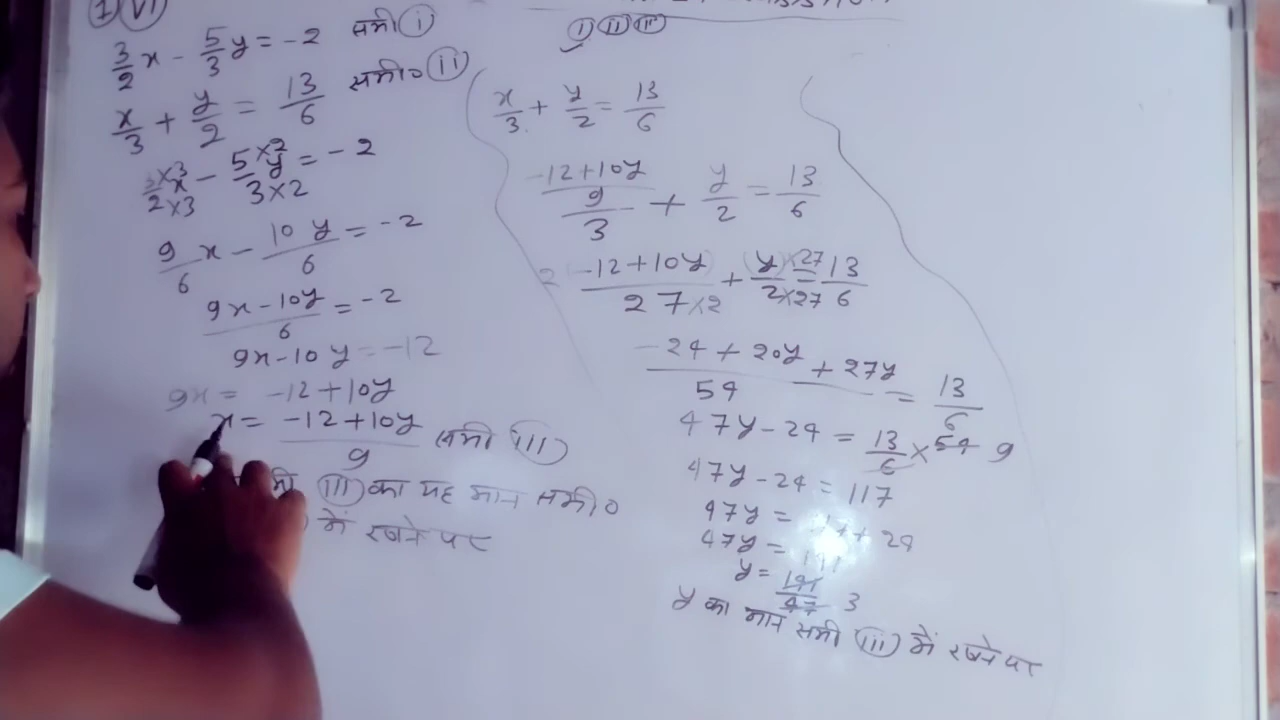 1 VI
3/2 x - 5/3 y = -2 समी (i)
x/3 + y/2 = 13/6 समी० (ii)
3×3/2×3 x - 5×2/3×2 y = -2
9/6 x - 10 y/6 = -2
9x-10y/6 = -2
9x-10y = -12
9x = -12+10y
x = -12+10y/9 समी (III)
(III) का यह मान समी०
में रखने पर
I II III
x/3 + y/2 = 13/6
-12+10y/9/3 + y/2 = 13/6
-12+10y/27×2 + y×27/2×27 = 13/6
-24+20y+27y/54 = 13/6
47y-24 = 13/6 × 54 9
47y-24 = 117
47y = 117+24
47y = 141
y = 141/47 3
y का मान समी (III) में रखने पर